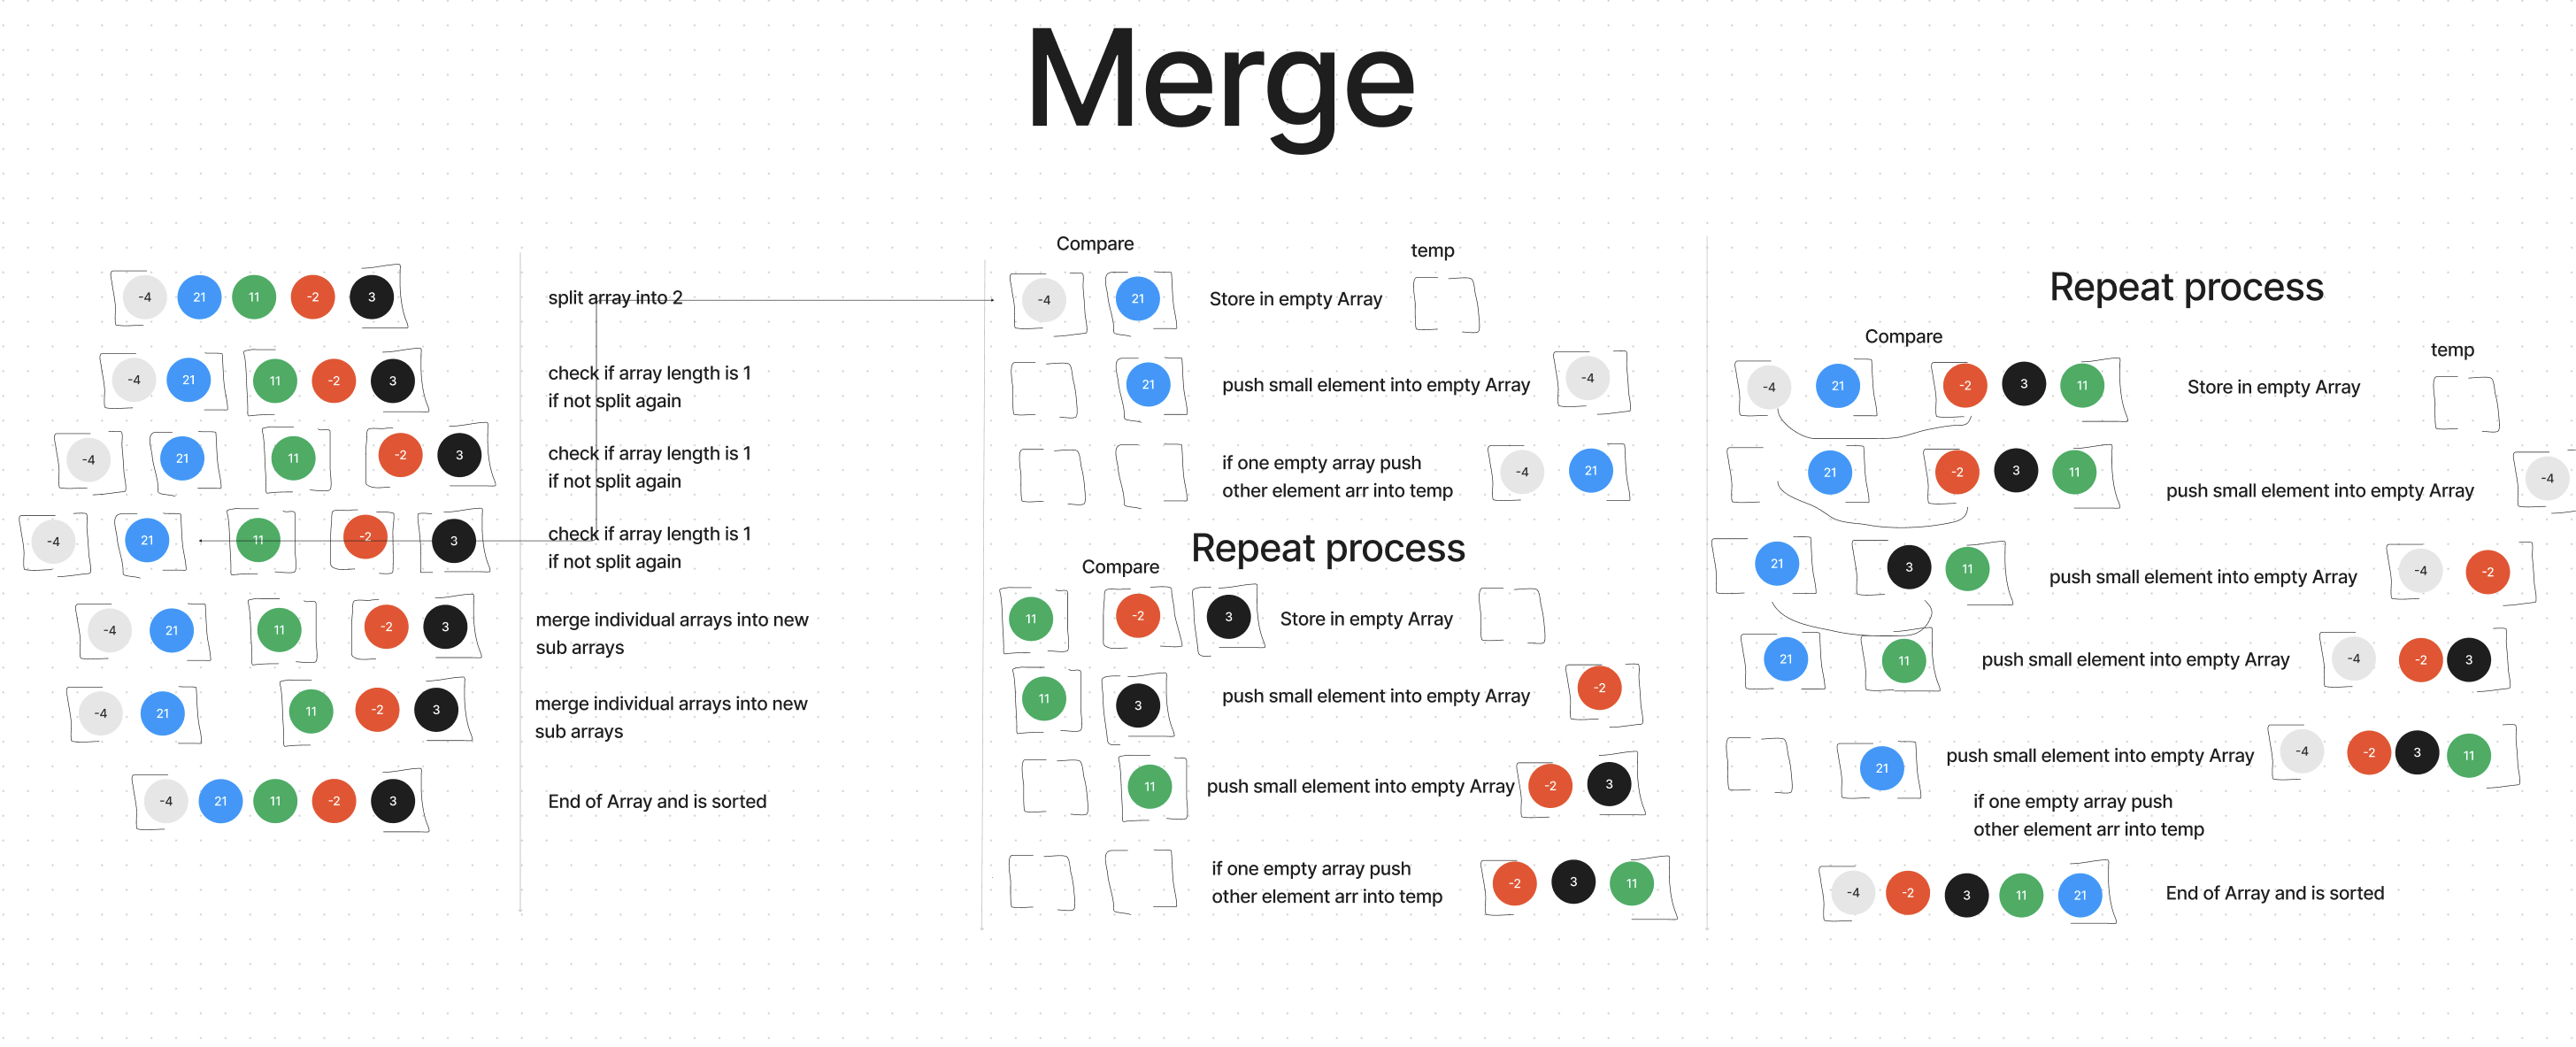 Merge
-4 21 11 -2 3
split array into 2
-4 21 11 -2 3
check if array length is 1
if not split again
-4 21 11 -2 3
check if array length is 1
if not split again
-4 21 11 -2 3
check if array length is 1
if not split again
-4 21 11 -2 3
merge individual arrays into new
sub arrays
-4 21 11 -2 3
merge individual arrays into new
sub arrays
-4 21 11 -2 3
End of Array and is sorted
Compare
temp
-4 21 Store in empty Array
21 push small element into empty Array -4
if one empty array push
other element arr into temp
-4 21
Repeat process
Compare
11 -2 3 Store in empty Array
11 3 push small element into empty Array -2
11 push small element into empty Array -2 3
if one empty array push
other element arr into temp
-2 3 11
Repeat process
Compare
temp
-4 21 -2 3 11 Store in empty Array
21 -2 3 11 push small element into empty Array -4
21 3 11 push small element into empty Array -4 -2
21 11 push small element into empty Array -4 -2 3
21 push small element into empty Array -4 -2 3 11
if one empty array push
other element arr into temp
-4 -2 3 11 21 End of Array and is sorted